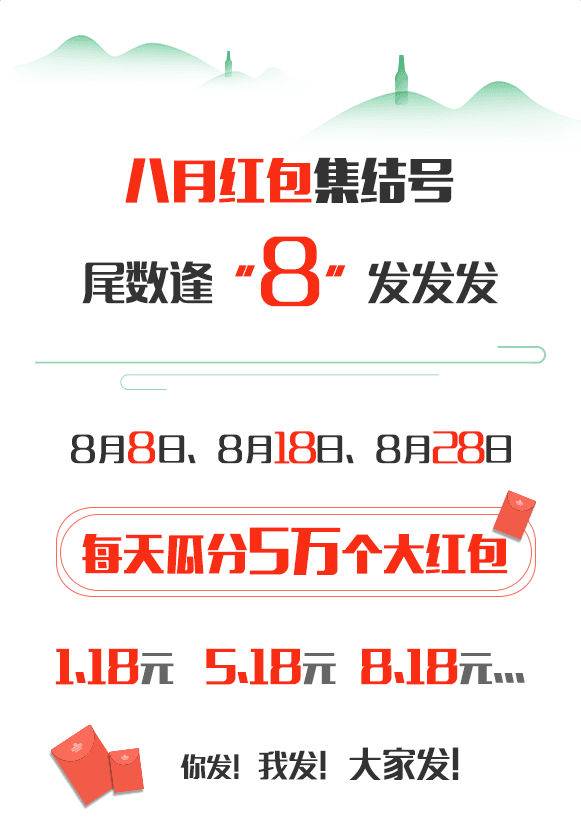 八月红包集结号
尾数逢“8”发发发
8月8日、8月18日、8月28日
每天瓜分5万个大红包
1.18元 5.18元 8.18元...
你发! 我发! 大家发!